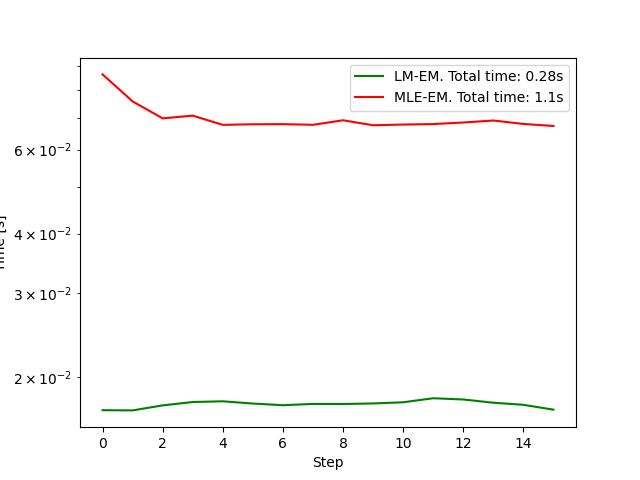 LM-EM. Total time: 0.28s
MLE-EM. Total time: 1.1s
6 × 10⁻²
4 × 10⁻²
3 × 10⁻²
2 × 10⁻²
[s]
0 2 4 6 8 10 12 14
Step